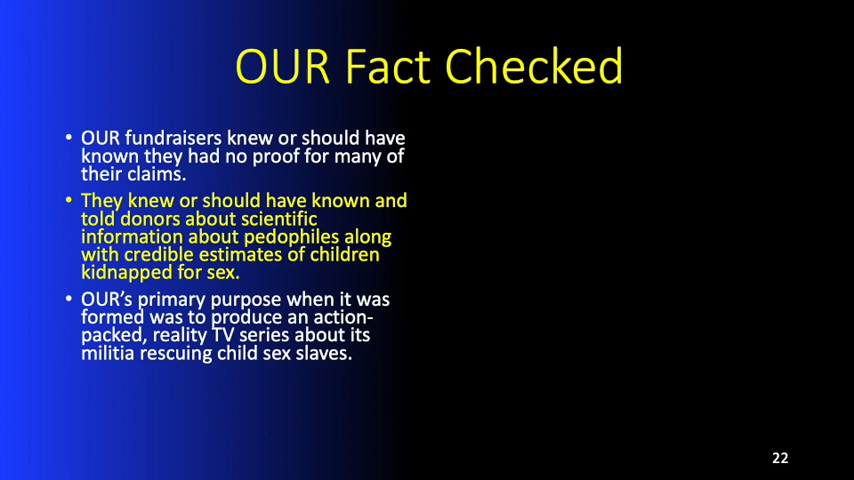 OUR Fact Checked
• OUR fundraisers knew or should have
known they had no proof for many of
their claims.
• They knew or should have known and
told donors about scientific
information about pedophiles along
with credible estimates of children
kidnapped for sex.
• OUR’s primary purpose when it was
formed was to produce an action-
packed, reality TV series about its
militia rescuing child sex slaves.
22